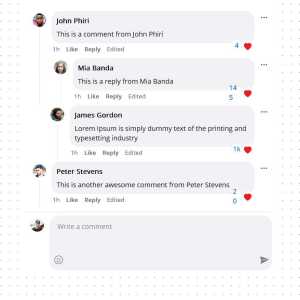 John Phiri
This is a comment from John Phiri
1h Like Reply Edited
4
Mia Banda
This is a reply from Mia Banda
1h Like Reply Edited
14
5
James Gordon
Lorem Ipsum is simply dummy text of the printing and
typesetting industry
1h Like Reply Edited
1k
Peter Stevens
This is another awesome comment from Peter Stevens
1h Like Reply Edited
2
0
Write a comment